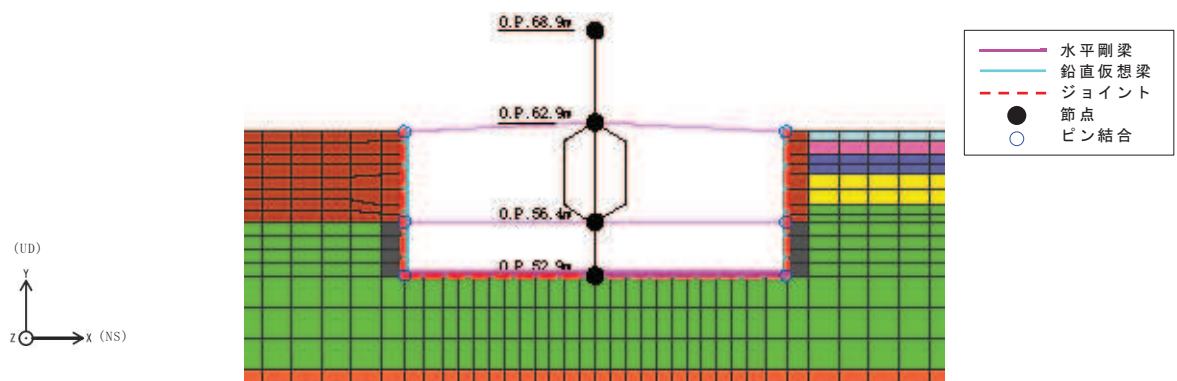 O.P.68.9m
O.P.62.9m
O.P.56.4m
O.P.52.9m
水平剛梁
鉛直仮想梁
ジョイント
節点
ピン結合
(UD)
Y
Z
X (NS)